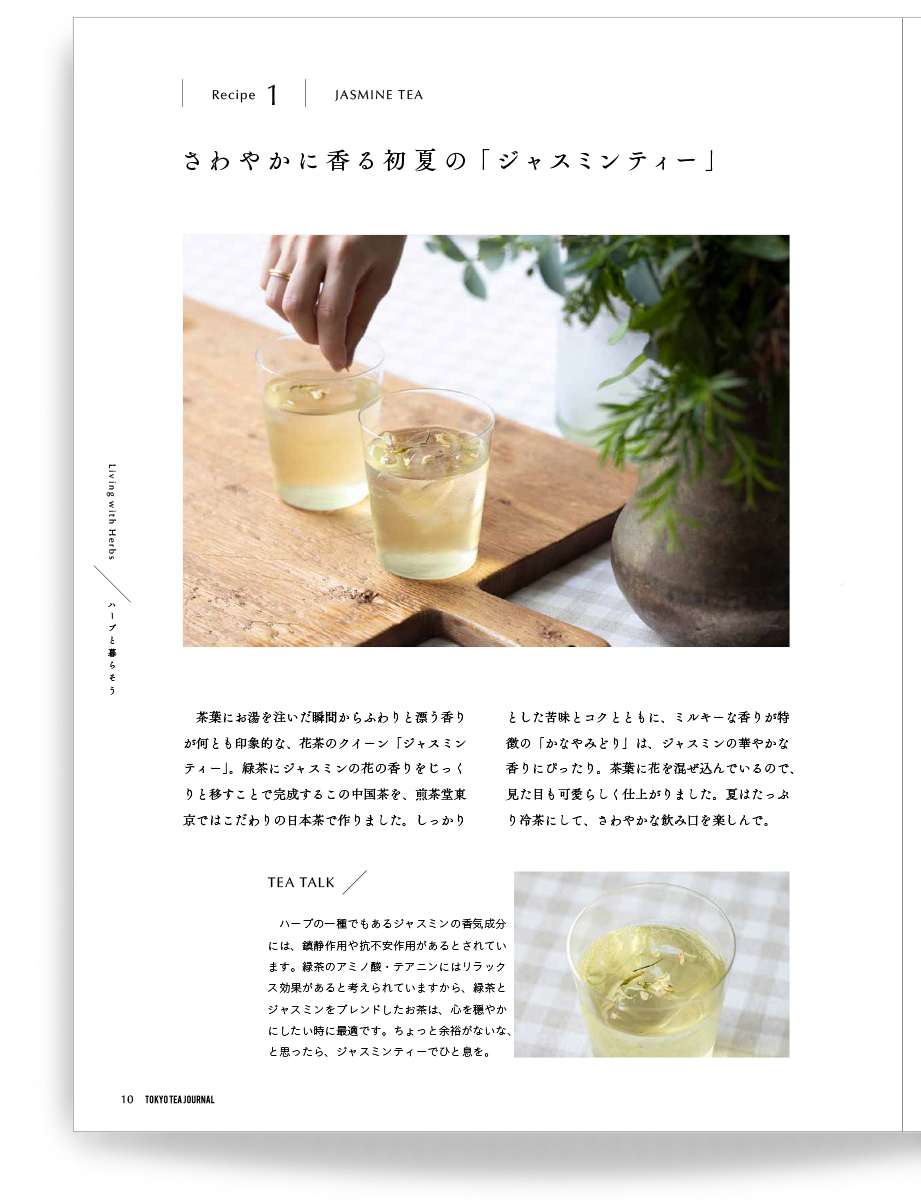 Recipe 1 JASMINE TEA
さわやかに香る初夏の「ジャスミンティー」
Living with Herbs
ハーブと暮らそう
茶葉にお湯を注いだ瞬間からふわりと漂う香り
が何とも印象的な、花茶のクイーン「ジャスミン
ティー」。緑茶にジャスミンの花の香りをじっく
りと移すことで完成するこの中国茶を、煎茶堂東
京ではこだわりの日本茶で作りました。しっかり
とした苦味とコクとともに、ミルキーな香りが特
徴の「かなやみどり」は、ジャスミンの華やかな
香りにぴったり。茶葉に花を混ぜ込んでいるので、
見た目も可愛らしく仕上がりました。夏はたっぷ
り冷茶にして、さわやかな飲み口を楽しんで。
TEA TALK
ハーブの一種でもあるジャスミンの香気成分
には、鎮静作用や抗不安作用があるとされてい
ます。緑茶のアミノ酸・テアニンにはリラック
ス効果があると考えられていますから、緑茶と
ジャスミンをブレンドしたお茶は、心を穏やか
にしたい時に最適です。ちょっと余裕がないな、
と思ったら、ジャスミンティーでひと息を。
10 TOKYO TEA JOURNAL